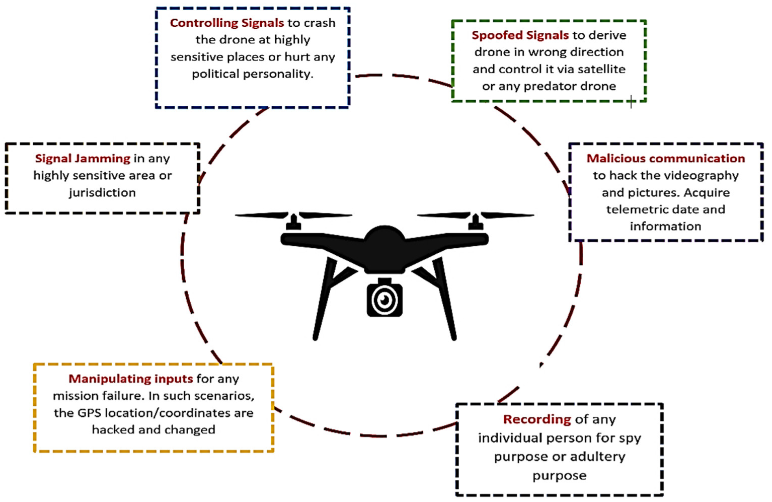 Controlling Signals to crash
the drone at highly
sensitive places or hurt any
political personality.
Spoofed Signals to derive
drone in wrong direction
and control it via satellite
or any predator drone
Signal Jamming in any
highly sensitive area or
jurisdiction
Malicious communication
to hack the videography
and pictures. Acquire
telemetric date and
information
Manipulating inputs for any
mission failure. In such scenarios,
the GPS location/coordinates are
hacked and changed
Recording of any
individual person for spy
purpose or adultery
purpose